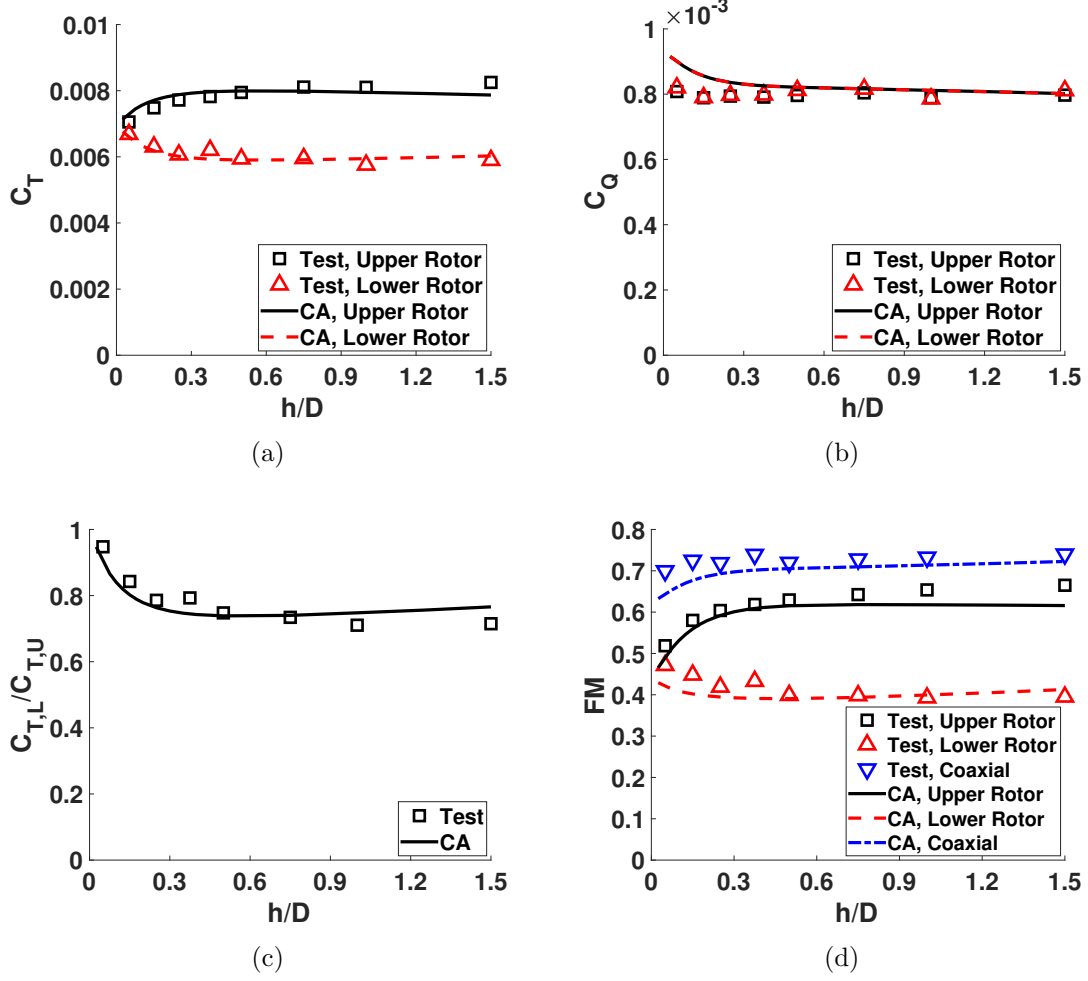 0.01
0.008
0.006
0.004
0.002
0
C_T
0 0.3 0.6 0.9 1.2 1.5
h/D
Test, Upper Rotor
Test, Lower Rotor
CA, Upper Rotor
CA, Lower Rotor
(a)
×10⁻³
1
0.8
0.6
0.4
0.2
0
C_Q
0 0.3 0.6 0.9 1.2 1.5
h/D
Test, Upper Rotor
Test, Lower Rotor
CA, Upper Rotor
CA, Lower Rotor
(b)
1
0.8
0.6
0.4
0.2
0
C_T,L/C_T,U
0 0.3 0.6 0.9 1.2 1.5
h/D
Test
CA
(c)
0.8
0.7
0.6
0.5
0.4
0.3
0.2
0.1
0
FM
0 0.3 0.6 0.9 1.2 1.5
h/D
Test, Upper Rotor
Test, Lower Rotor
Test, Coaxial
CA, Upper Rotor
CA, Lower Rotor
CA, Coaxial
(d)